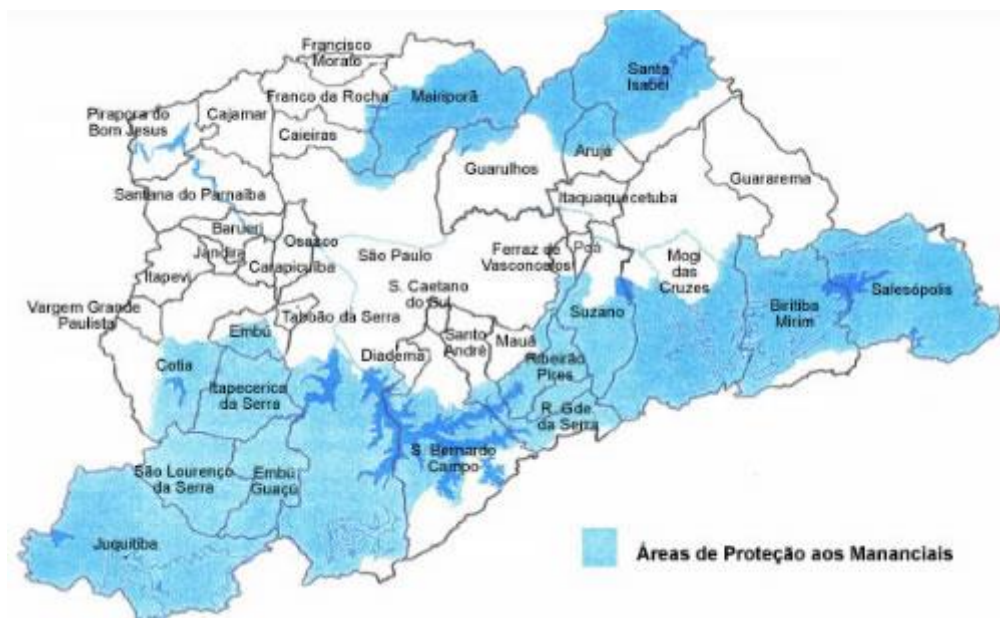 Francisco
Morato
Franco da Rocha
Mairiporã
Santa
Isabel
Pirapora do
Bom Jesus
Cajamar
Caieiras
Arujá
Guarulhos
Guararema
Santana do Parnaíba
Itaquaquecetuba
Barueri
Osasco
São Paulo
Ferraz de
Vasconcelos
Poá
Jandira
Carapicuíba
Itapevi
Mogi
das
Cruzes
S. Caetano
do Sul
Biritiba
Mirim
Salesópolis
Vargem Grande
Paulista
Embú
Taboão da Serra
Suzano
Santo
André
Mauá
Diadema
Cotia
Itapecerica
da Serra
Ribeirão
Pires
R. Gde.
da Serra
S. Bernardo
Campo
São Lourenço
da Serra
Embú
Guaçú
Juquitiba
Áreas de Proteção aos Mananciais